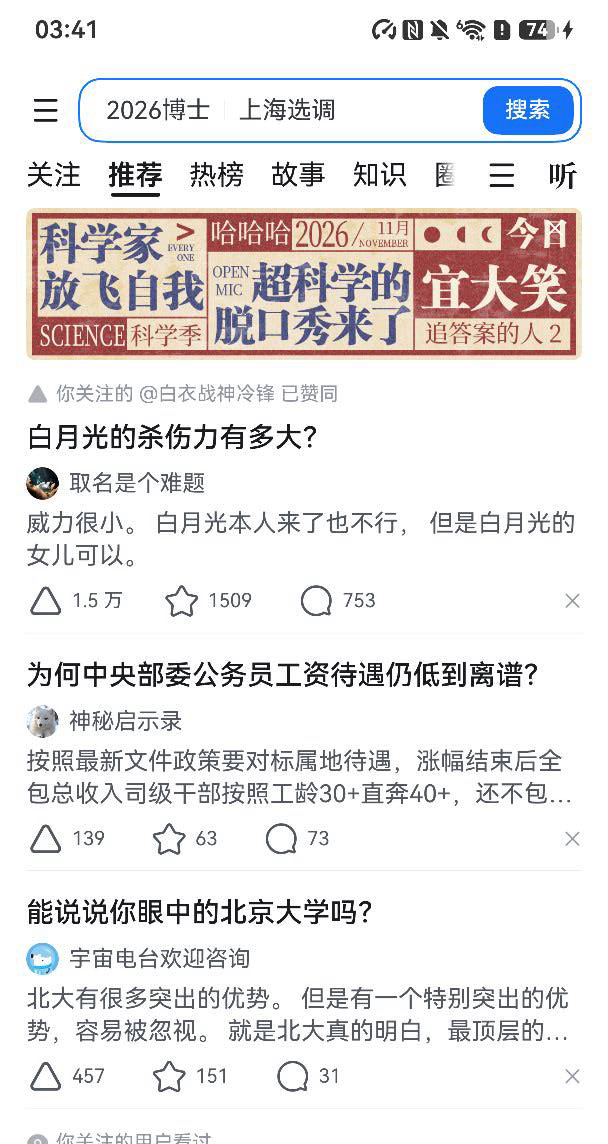 03:41
74
2026博士 上海选调 搜索
关注 推荐 热榜 故事 知识 圈 听
科学家
EVERY
ONE
放飞自我
SCIENCE 科学季
哈哈哈 2026/ 11月
NOVEMBER
OPEN
MIC
超科学的
脱口秀来了
今日
宜大笑
追答案的人 2
你关注的 @白衣战神冷锋 已赞同
白月光的杀伤力有多大?
取名是个难题
威力很小。 白月光本人来了也不行, 但是白月光的
女儿可以。
1.5 万 1509 753
为何中央部委公务员工资待遇仍低到离谱?
神秘启示录
按照最新文件政策要对标属地待遇，涨幅结束后全
包总收入司级干部按照工龄30+直奔40+，还不包...
139 63 73
能说说你眼中的北京大学吗?
宇宙电台欢迎咨询
北大有很多突出的优势。 但是有一个特别突出的优
势，容易被忽视。 就是北大真的明白，最顶层的...
457 151 31
你关注的用户看过